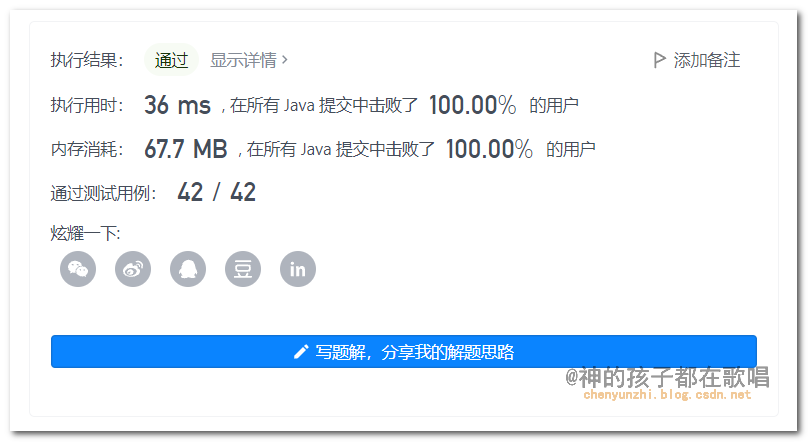 执行结果： 通过 显示详情 > 添加备注
执行用时： 36 ms , 在所有 Java 提交中击败了 100.00% 的用户
内存消耗： 67.7 MB , 在所有 Java 提交中击败了 100.00% 的用户
通过测试用例： 42 / 42
炫耀一下:
豆 in
写题解，分享我的解题思路
@神的孩子都在歌唱
chenyunzhi.blog.csdn.net